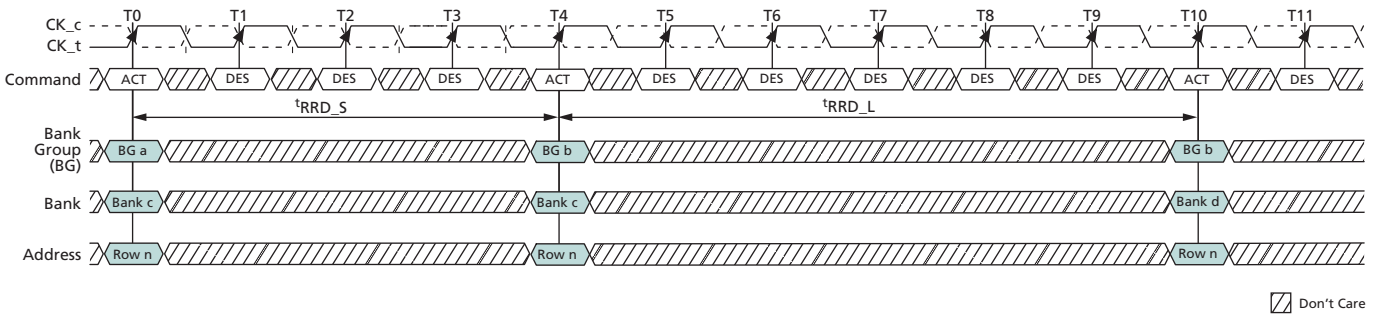 T0 T1 T2 T3 T4 T5 T6 T7 T8 T9 T10 T11
CK_c
CK_t
Command ACT DES DES DES ACT DES DES DES DES DES ACT DES
tRRD_S tRRD_L
Bank
Group
(BG)
BG a BG b BG b
Bank Bank c Bank c Bank d
Address Row n Row n Row n
Don't Care